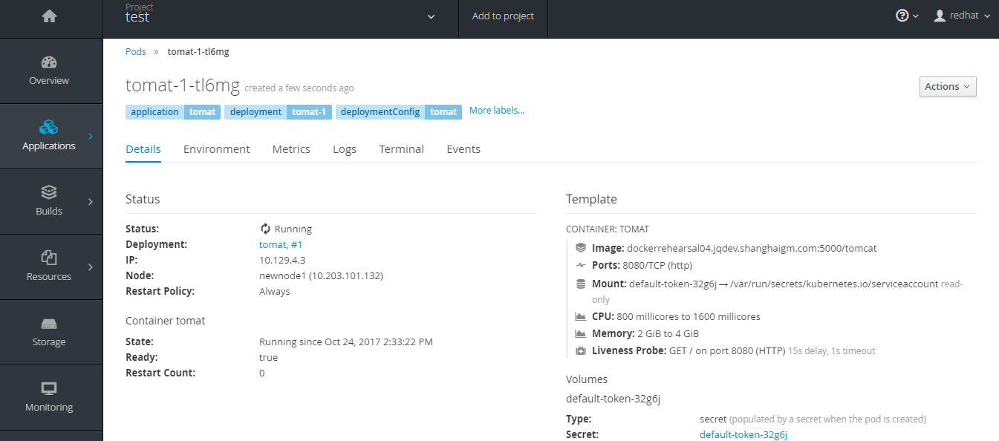 Project
test
Add to project
redhat
Overview
Applications
Builds
Resources
Storage
Monitoring
Pods » tomat-1-tl6mg
tomat-1-tl6mg created a few seconds ago
Actions
application tomat deployment tomat-1 deploymentConfig tomat More labels...
Details Environment Metrics Logs Terminal Events
Status
Status: Running
Deployment: tomat, #1
IP: 10.129.4.3
Node: newnode1 (10.203.101.132)
Restart Policy: Always
Container tomat
State: Running since Oct 24, 2017 2:33:22 PM
Ready: true
Restart Count: 0
Template
CONTAINER: TOMAT
Image: dockerrehearsal04.jqdev.shanghaigm.com:5000/tomcat
Ports: 8080/TCP (http)
Mount: default-token-32g6j → /var/run/secrets/kubernetes.io/serviceaccount read-
only
CPU: 800 millicores to 1600 millicores
Memory: 2 GiB to 4 GiB
Liveness Probe: GET / on port 8080 (HTTP) 15s delay, 1s timeout
Volumes
default-token-32g6j
Type: secret (populated by a secret when the pod is created)
Secret: default-token-32g6j